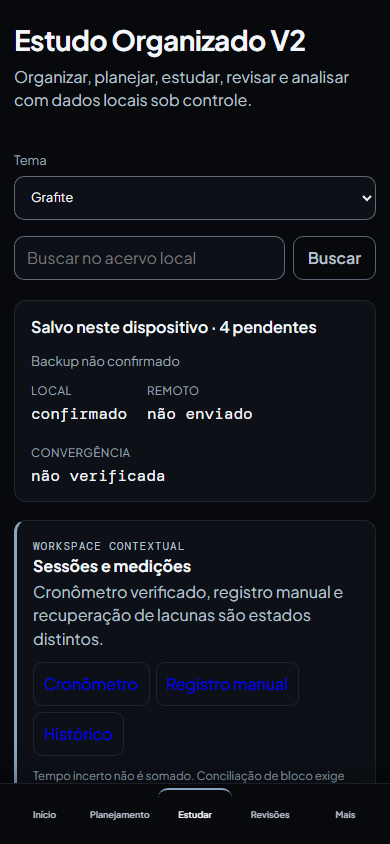 Estudo Organizado V2
Organizar, planejar, estudar, revisar e analisar
com dados locais sob controle.
Tema
Grafite
Buscar no acervo local
Buscar
Salvo neste dispositivo · 4 pendentes
Backup não confirmado
LOCAL
REMOTO
confirmado
não enviado
CONVERGÊNCIA
não verificada
WORKSPACE CONTEXTUAL
Sessões e medições
Cronômetro verificado, registro manual e
recuperação de lacunas são estados
distintos.
Cronômetro
Registro manual
Histórico
Tempo incerto não é somado. Conciliação de bloco exige
Início
Planejamento
Estudar
Revisões
Mais